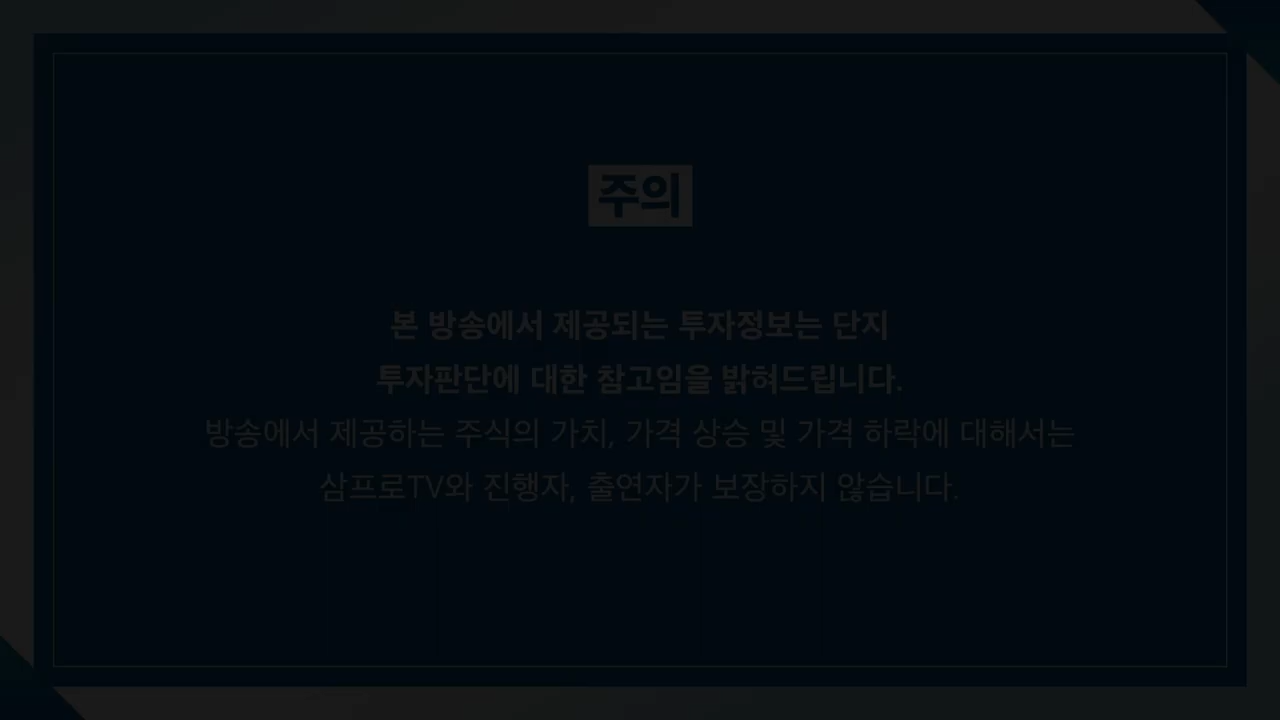 주의
본 방송에서 제공되는 투자정보는 단지
투자판단에 대한 참고임을 밝혀드립니다.
방송에서 제공하는 주식의 가치, 가격 상승 및 가격 하락에 대해서는
삼프로TV와 진행자, 출연자가 보장하지 않습니다.